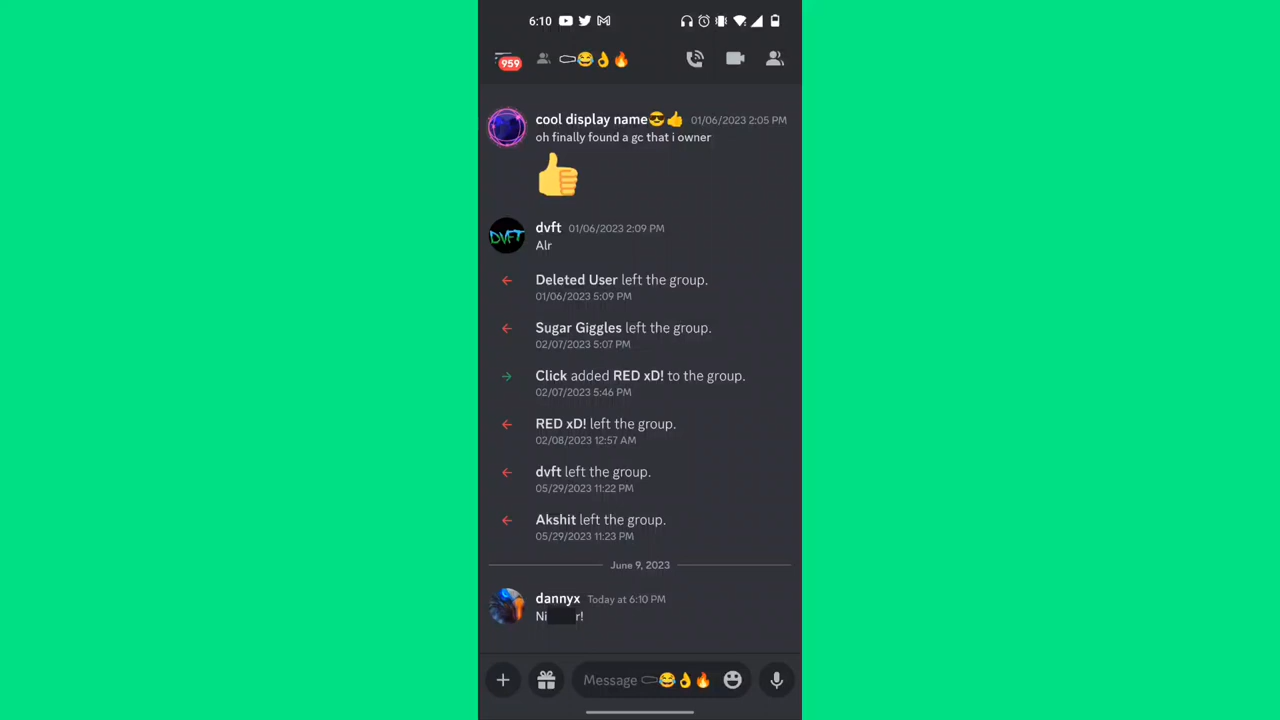 6:10
959 😂👌🔥
cool display name😎👍 01/06/2023 2:05 PM
oh finally found a gc that i owner
👍
DVFT
dvft 01/06/2023 2:09 PM
Alr
Deleted User left the group.
01/06/2023 5:09 PM
Sugar Giggles left the group.
02/07/2023 5:07 PM
Click added RED xD! to the group.
02/07/2023 5:46 PM
RED xD! left the group.
02/08/2023 12:57 AM
dvft left the group.
05/29/2023 11:22 PM
Akshit left the group.
05/29/2023 11:23 PM
June 9, 2023
dannyx Today at 6:10 PM
Ni r!
Message 😂👌🔥